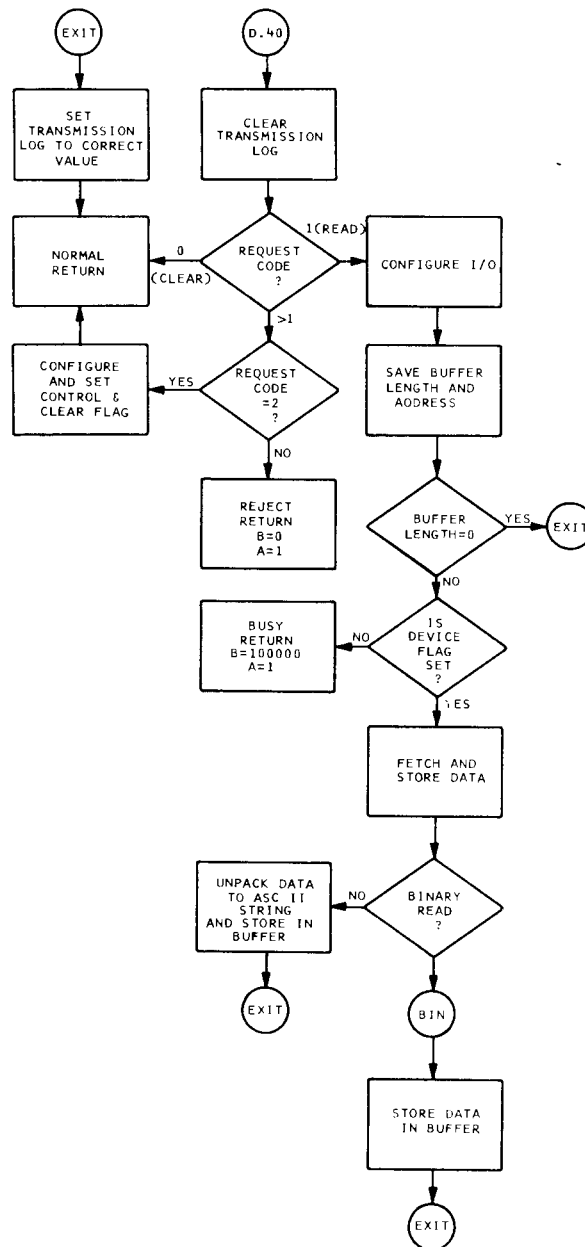 EXIT
D.40
SET
TRANSMISSION
LOG TO CORRECT
VALUE
CLEAR
TRANSMISSION
LOG
NORMAL
RETURN
0
(CLEAR)
REQUEST
CODE
?
1(READ)
CONFIGURE I/O
>1
CONFIGURE
AND SET
CONTROL &
CLEAR FLAG
YES
REQUEST
CODE
=2
?
SAVE BUFFER
LENGTH AND
ADDRESS
NO
REJECT
RETURN
B=0
A=1
BUFFER
LENGTH=0
YES
EXIT
NO
BUSY
RETURN
B=100000
A=1
NO
IS
DEVICE
FLAG
SET
?
YES
FETCH AND
STORE DATA
UNPACK DATA
TO ASC II
STRING
AND STORE IN
BUFFER
NO
BINARY
READ
?
EXIT
BIN
STORE DATA
IN BUFFER
EXIT